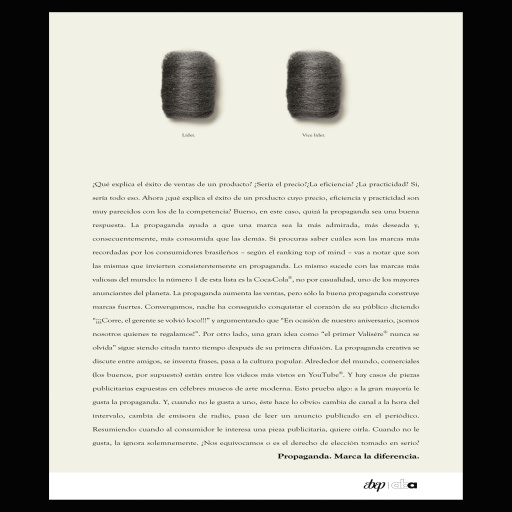 Líder. Vice líder.
¿Qué explica el éxito de ventas de un producto? ¿Sería el precio?¿La eficiencia? ¿La practicidad? Sí,
sería todo eso. Ahora ¿qué explica el éxito de un producto cuyo precio, eficiencia y practicidad son
muy parecidos con los de la competencia? Bueno, en este caso, quizá la propaganda sea una buena
respuesta. La propaganda ayuda a que una marca sea la más admirada, más deseada y,
consecuentemente, más consumida que las demás. Si procuras saber cuáles son las marcas más
recordadas por los consumidores brasileños – según el ranking top of mind – vas a notar que son
las mismas que invierten consistentemente en propaganda. Lo mismo sucede con las marcas más
valiosas del mundo: la número 1 de esta lista es la Coca-Cola®, no por casualidad, uno de los mayores
anunciantes del planeta. La propaganda aumenta las ventas, pero sólo la buena propaganda construye
marcas fuertes. Convengamos, nadie ha conseguido conquistar el corazón de su público diciendo
"¡¡¡Corre, el gerente se volvió loco!!!" y argumentando que "En ocasión de nuestro aniversario, ¡somos
nosotros quienes te regalamos!". Por otro lado, una gran idea como "el primer Valisère® nunca se
olvida" sigue siendo citada tanto tiempo después de su primera difusión. La propaganda creativa se
discute entre amigos, se inventa frases, pasa a la cultura popular. Alrededor del mundo, comerciales
(los buenos, por supuesto) están entre los videos más vistos en YouTube®. Y hay casos de piezas
publicitarias expuestas en célebres museos de arte moderna. Esto prueba algo: a la gran mayoría le
gusta la propaganda. Y, cuando no le gusta a uno, éste hace lo obvio: cambia de canal a la hora del
intervalo, cambia de emisora de radio, pasa de leer un anuncio publicado en el periódico.
Resumiendo: cuando al consumidor le interesa una pieza publicitaria, quiere oírla. Cuando no le
gusta, la ignora solemnemente. ¿Nos equivocamos o es el derecho de elección tomado en serio?
Propaganda. Marca la diferencia.
abep cba